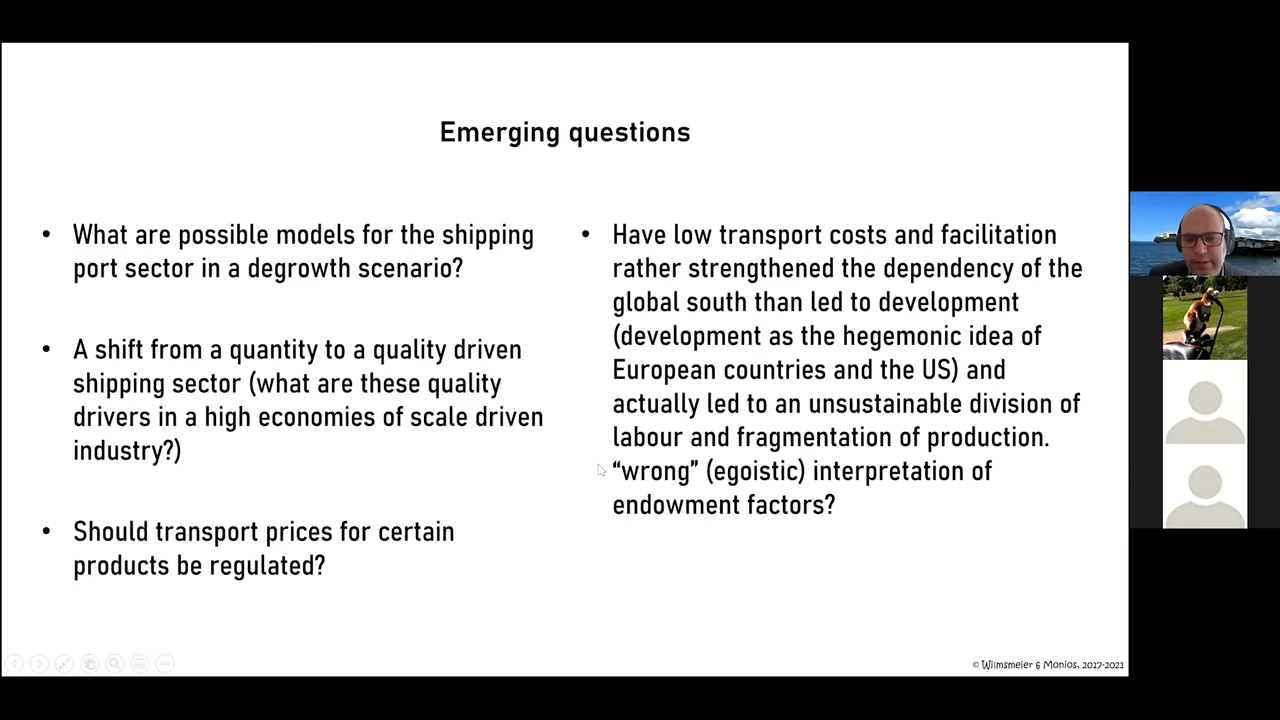 Emerging questions
• What are possible models for the shipping
port sector in a degrowth scenario?
• A shift from a quantity to a quality driven
shipping sector (what are these quality
drivers in a high economies of scale driven
industry?)
• Should transport prices for certain
products be regulated?
• Have low transport costs and facilitation
rather strengthened the dependency of the
global south than led to development
(development as the hegemonic idea of
European countries and the US) and
actually led to an unsustainable division of
labour and fragmentation of production.
“wrong” (egoistic) interpretation of
endowment factors?
© Wilmsmeier & Monios, 2017-2021